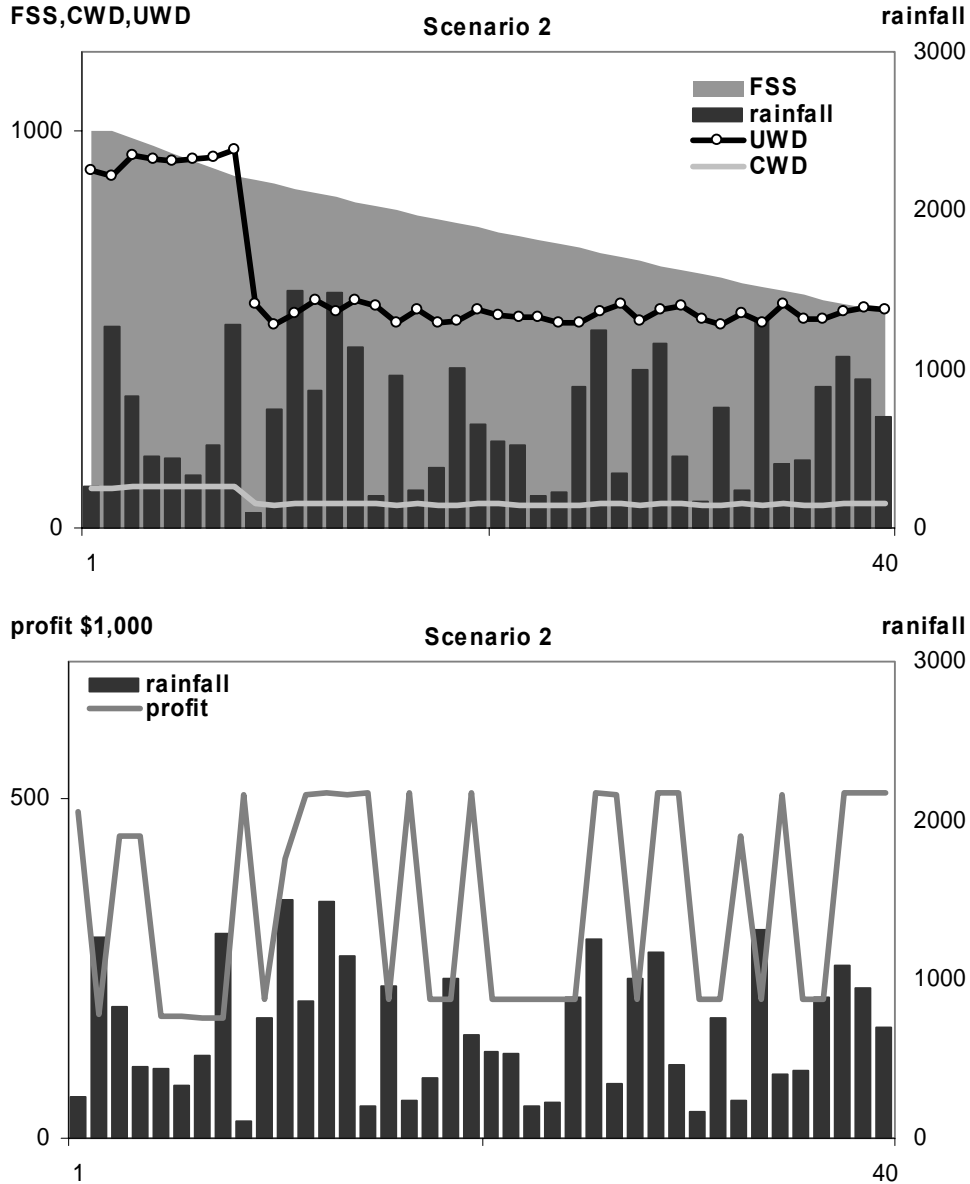 FSS,CWD,UWD
Scenario 2
rainfall
3000
FSS
rainfall
UWD
CWD
1000
2000
1000
0
0
1
40
profit $1,000
Scenario 2
ranifall
3000
rainfall
profit
500
2000
1000
0
0
1
40